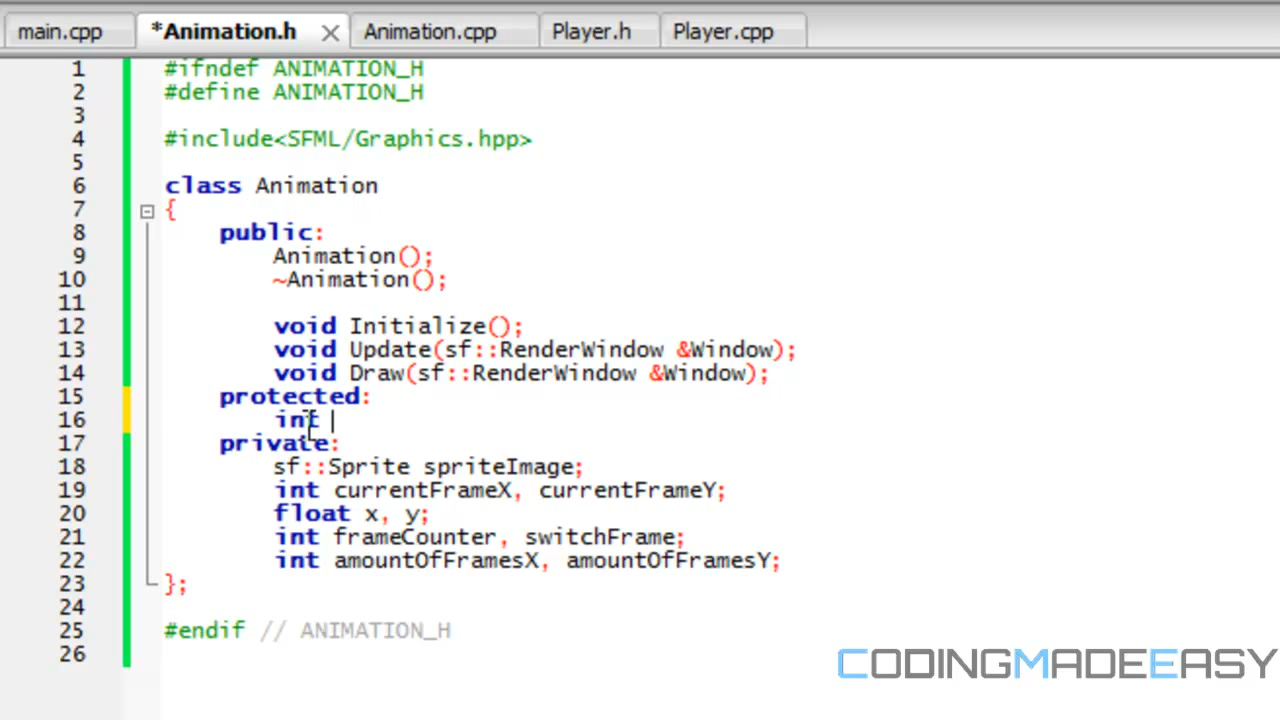 main.cpp *Animation.h Animation.cpp Player.h Player.cpp
1 #ifndef ANIMATION_H
2 #define ANIMATION_H
3
4 #include<SFML/Graphics.hpp>
5
6 class Animation
7 {
8 public:
9 Animation();
10 ~Animation();
11
12 void Initialize();
13 void Update(sf::RenderWindow &Window);
14 void Draw(sf::RenderWindow &Window);
15 protected:
16 int
17 private:
18 sf::Sprite spriteImage;
19 int currentFrameX, currentFrameY;
20 float x, y;
21 int frameCounter, switchFrame;
22 int amountOfFramesX, amountOfFramesY;
23 };
24
25 #endif // ANIMATION_H
26
CODINGMADEEASY